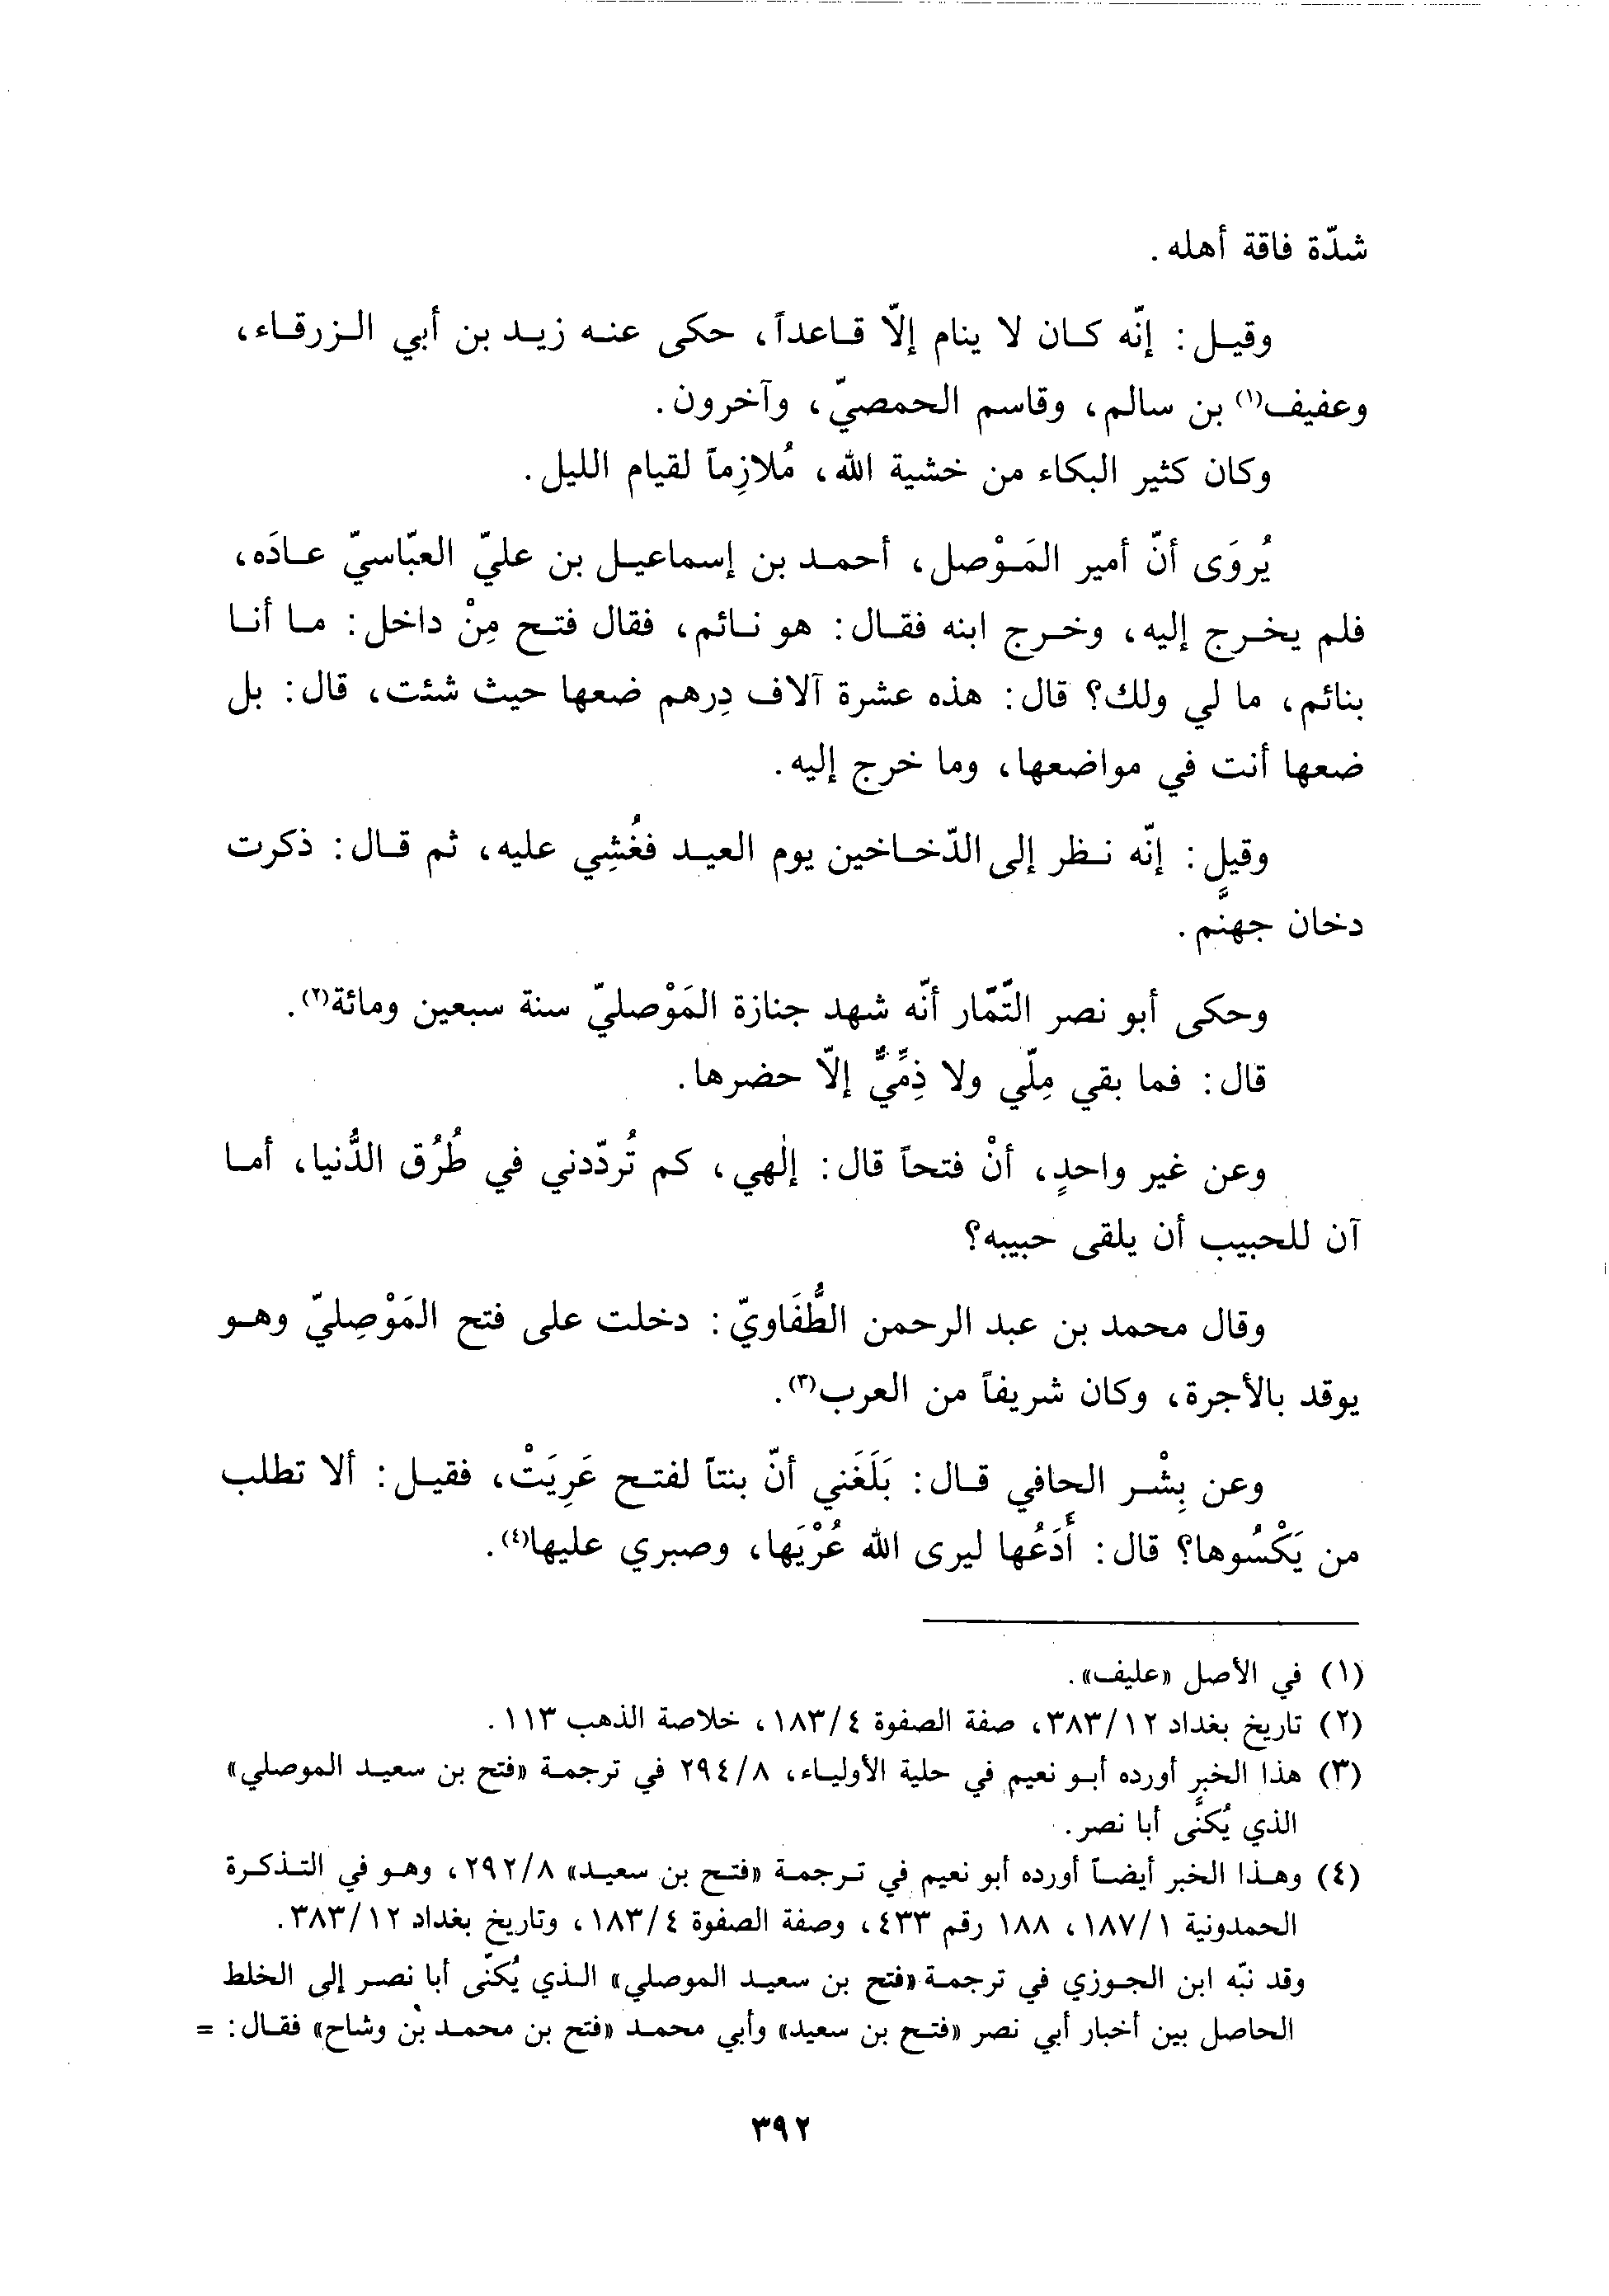 شدّة فاقة أهله.
وقيل: إنّه كان لا ينام إلّا قاعداً، حكى عنه زيد بن أبي الزرقاء،
وعفيف(١) بن سالم، وقاسم الحمصيّ، وآخرون.
وكان كثير البكاء من خشية الله، مُلازِماً لقيام الليل.
يُروَى أنّ أمير المَوْصل، أحمد بن إسماعيل بن عليّ العبّاسيّ عادَه،
فلم يخرج إليه، وخرج ابنه فقال: هو نائم، فقال فتح مِنْ داخل: ما أنا
بنائم، ما لي ولك؟ قال: هذه عشرة آلاف دِرهم ضعها حيث شئت، قال: بل
ضعها أنت في مواضعها، وما خرج إليه.
وقيل: إنّه نظر إلى الدّخاخين يوم العيد فغُشِي عليه، ثم قال: ذكرت
دخان جهنَّم.
وحكى أبو نصر التّمّار أنّه شهد جنازة المَوْصليّ سنة سبعين ومائة(٢).
قال: فما بقي مِلّي ولا ذِمِّيٌّ إلّا حضرها.
وعن غير واحدٍ، أنْ فتحاً قال: إلٰهي، كم تُردّدني في طُرُق الدُّنيا، أما
آن للحبيب أن يلقى حبيبه؟
وقال محمد بن عبد الرحمن الطُّفَاويّ: دخلت على فتح المَوْصِليّ وهو
يوقد بالأجرة، وكان شريفاً من العرب(٣).
وعن بِشْر الحافي قال: بَلَغَني أنّ بنتاً لفتح عَرِيَتْ، فقيل: ألا تطلب
من يَكْسُوها؟ قال: أَدَعُها ليرى الله عُرْيَها، وصبري عليها(٤).
(١) في الأصل «عليف».
(٢) تاريخ بغداد ٣٨٣/١٢، صفة الصفوة ١٨٣/٤، خلاصة الذهب ١١٣.
(٣) هذا الخبر أورده أبو نعيم في حلية الأولياء، ٢٩٤/٨ في ترجمة «فتح بن سعيد الموصلي»
الذي يُكنَّى أبا نصر.
(٤) وهذا الخبر أيضاً أورده أبو نعيم في ترجمة «فتح بن سعيد» ٢٩٢/٨، وهو في التذكرة
الحمدونية ١٨٧/١، ١٨٨ رقم ٤٣٣، وصفة الصفوة ١٨٣/٤، وتاريخ بغداد ٣٨٣/١٢.
وقد نبّه ابن الجوزي في ترجمة «فتح بن سعيد الموصلي» الذي يُكنّى أبا نصر إلى الخلط
الحاصل بين أخبار أبي نصر «فتح بن سعيد» وأبي محمد «فتح بن محمد بن وشاح» فقال: =
٣٩٢